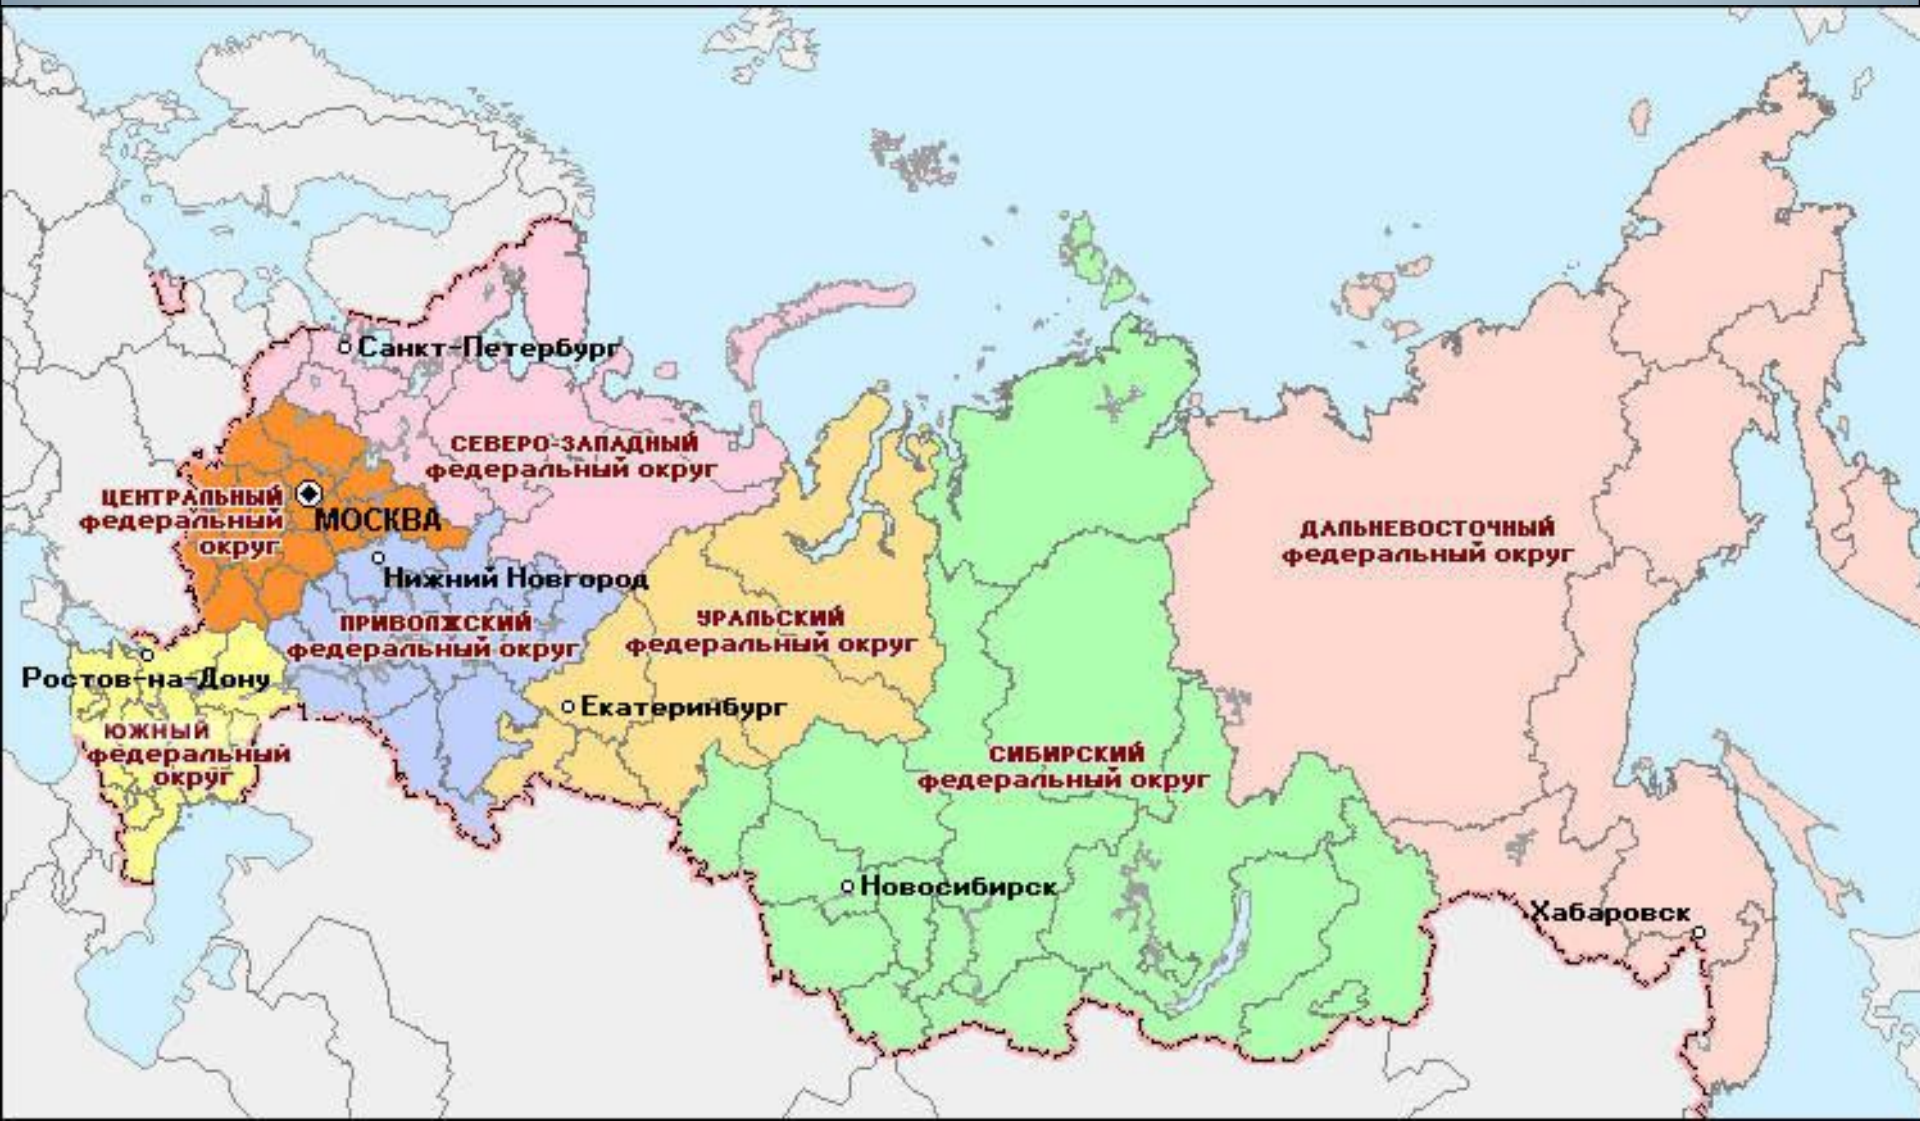 Санкт-Петербург
СЕВЕРО-ЗАПАДНЫЙ
федеральный округ
ЦЕНТРАЛЬНЫЙ
федеральный
округ
МОСКВА
ДАЛЬНЕВОСТОЧНЫЙ
федеральный округ
Нижний Новгород
ПРИВОЛЖСКИЙ
федеральный округ
УРАЛЬСКИЙ
федеральный округ
Ростов-на-Дону
Екатеринбург
ЮЖНЫЙ
федеральный
округ
СИБИРСКИЙ
федеральный округ
Новосибирск
Хабаровск